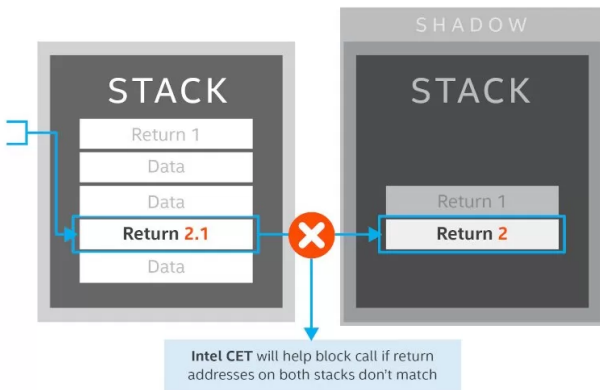 STACK
Return 1
Data
Data
Return 2.1
Data
SHADOW
STACK
Return 1
Return 2
Intel CET will help block call if return
addresses on both stacks don't match